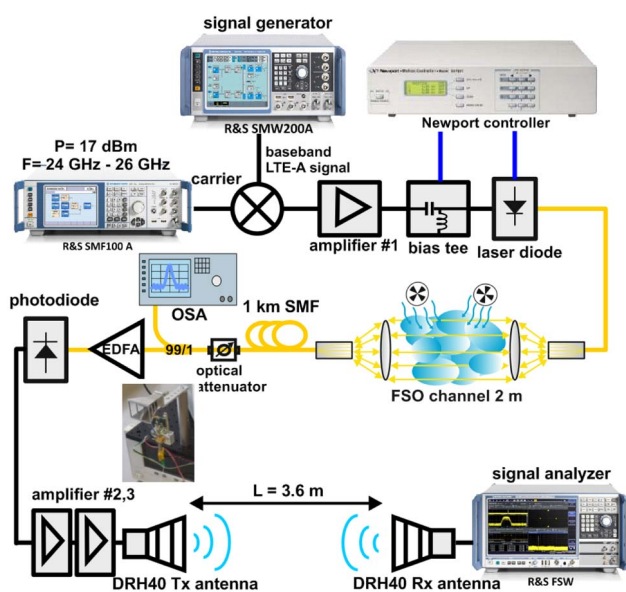 signal generator
R&S SMW200A
Newport
Newport controller
P= 17 dBm
F= 24 GHz - 26 GHz
baseband
LTE-A signal
carrier
R&S SMF100 A
amplifier #1
bias tee
laser diode
OSA
1 km SMF
photodiode
EDFA
99/1
optical
attenuator
FSO channel 2 m
signal analyzer
amplifier #2,3
L = 3.6 m
DRH40 Tx antenna
DRH40 Rx antenna
R&S FSW